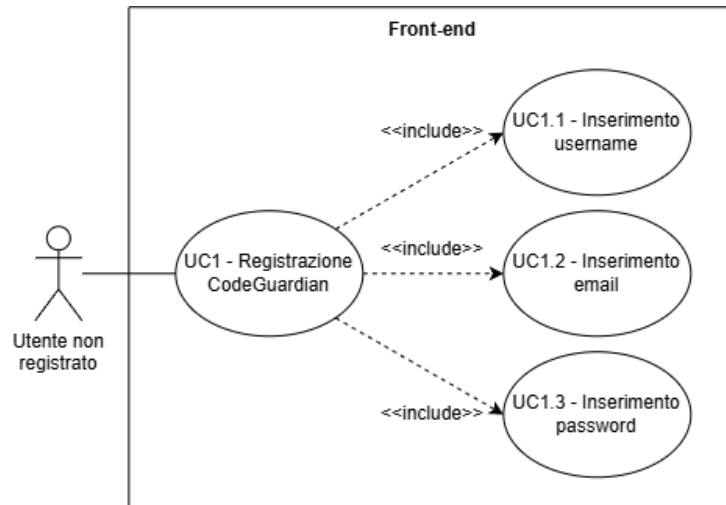 Front-end
<<include>>
UC1.1 - Inserimento
username
UC1 - Registrazione
CodeGuardian
<<include>>
UC1.2 - Inserimento
email
Utente non
registrato
<<include>>
UC1.3 - Inserimento
password